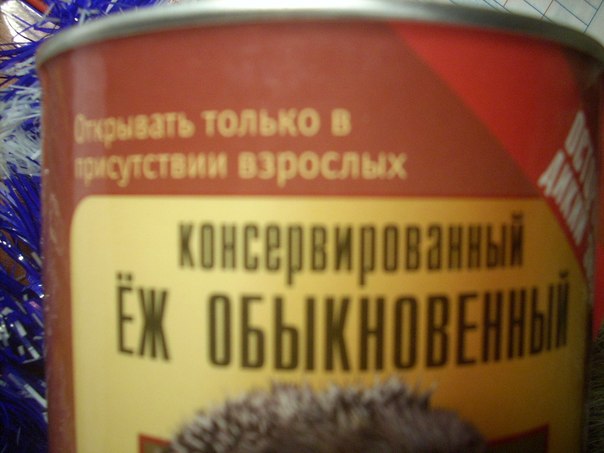 Открывать только в
присутствии взрослых
консервированный
ЁЖ ОБЫКНОВЕННЫЙ